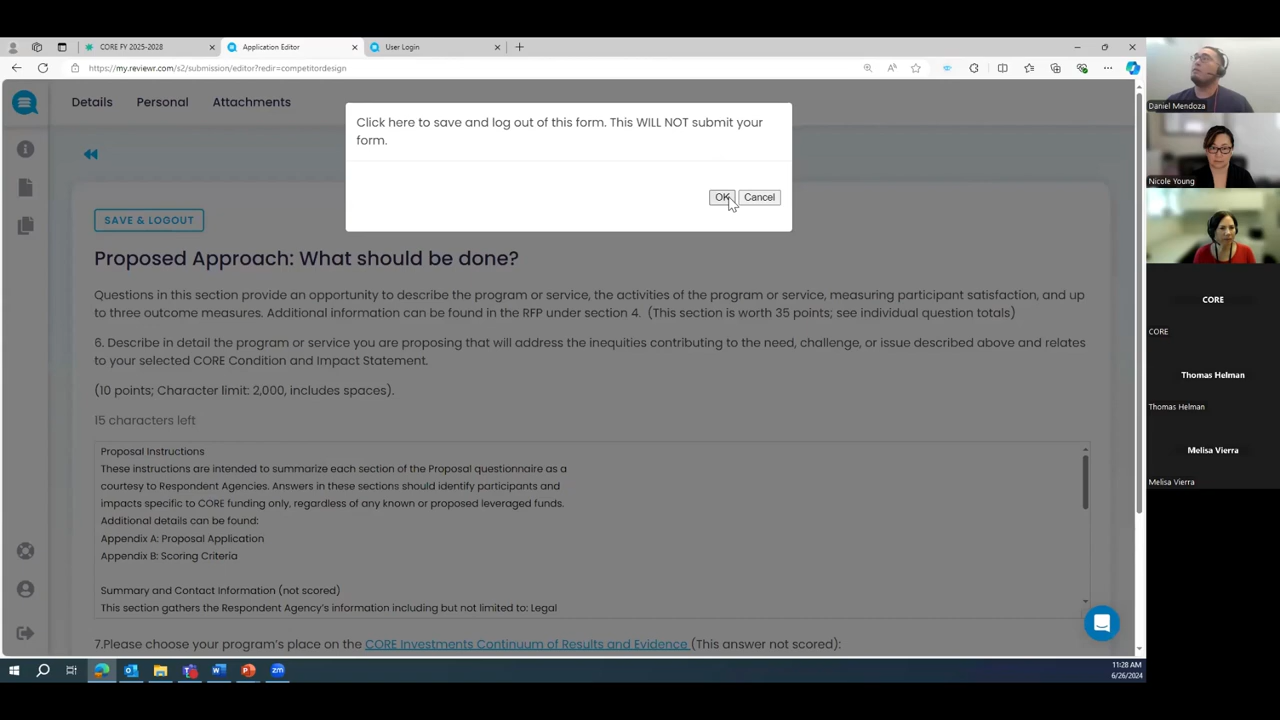 CORE FY 2025-2028
Application Editor
User Login
https://my.reviewr.com/s2/submission/editor?redir=competitordesign
Details Personal Attachments
Click here to save and log out of this form. This WILL NOT submit your
form.
OK Cancel
SAVE & LOGOUT
Proposed Approach: What should be done?
Questions in this section provide an opportunity to describe the program or service, the activities of the program or service, measuring participant satisfaction, and up
to three outcome measures. Additional information can be found in the RFP under section 4. (This section is worth 35 points; see individual question totals)
6. Describe in detail the program or service you are proposing that will address the inequities contributing to the need, challenge, or issue described above and relates
to your selected CORE Condition and Impact Statement.
(10 points; Character limit: 2,000, includes spaces).
15 characters left
Proposal Instructions
These instructions are intended to summarize each section of the Proposal questionnaire as a
courtesy to Respondent Agencies. Answers in these sections should identify participants and
impacts specific to CORE funding only, regardless of any known or proposed leveraged funds.
Additional details can be found:
Appendix A: Proposal Application
Appendix B: Scoring Criteria
Summary and Contact Information (not scored)
This section gathers the Respondent Agency's information including but not limited to: Legal
7.Please choose your program's place on the CORE Investments Continuum of Results and Evidence (This answer not scored):
11:28 AM
6/26/2024
Daniel Mendoza
Nicole Young
CORE
CORE
Thomas Helman
Thomas Helman
Melisa Vierra
Melisa Vierra